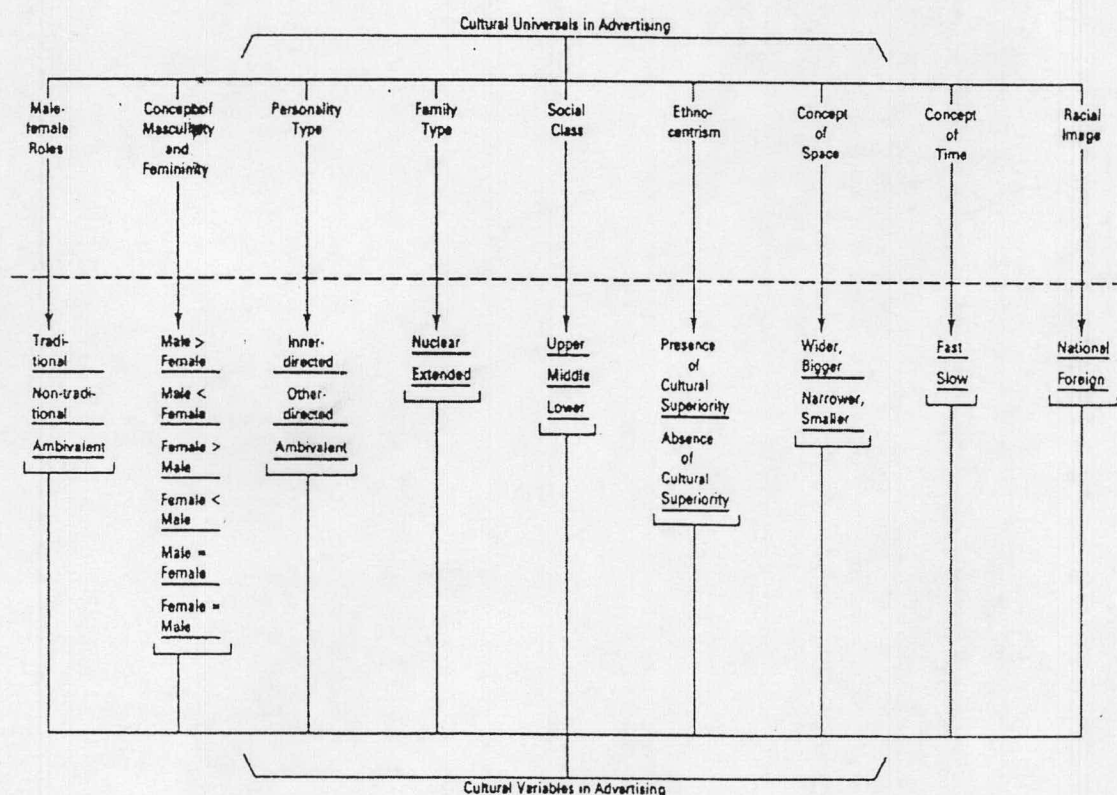 Cultural Universals in Advertising
Male-
female
Roles
Concept of
Masculinity
and
Femininity
Personality
Type
Family
Type
Social
Class
Ethno-
centrism
Concept
of
Space
Concept
of
Time
Racial
Image
Tradi-
tional
Non-tradi-
tional
Ambivalent
Male >
Female
Male <
Female
Female >
Male
Female <
Male
Male =
Female
Female =
Male
Inner-
directed
Other-
directed
Ambivalent
Nuclear
Extended
Upper
Middle
Lower
Presence
of
Cultural
Superiority
Absence
of
Cultural
Superiority
Wider,
Bigger
Narrower,
Smaller
Fast
Slow
National
Foreign
Cultural Variables in Advertising